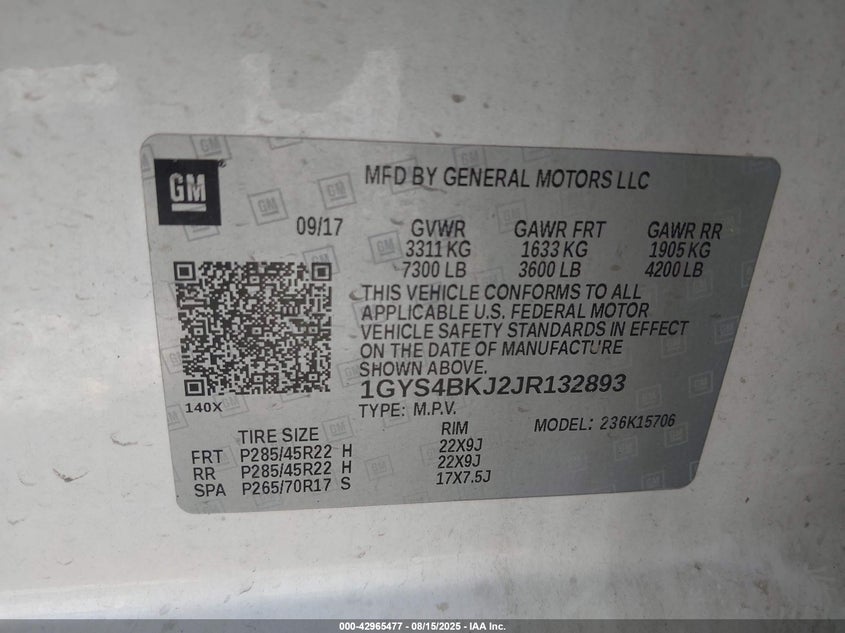 GM
MFD BY GENERAL MOTORS LLC
09/17 GVWR GAWR FRT GAWR RR
3311 KG 1633 KG 1905 KG
7300 LB 3600 LB 4200 LB
THIS VEHICLE CONFORMS TO ALL
APPLICABLE U.S. FEDERAL MOTOR
VEHICLE SAFETY STANDARDS IN EFFECT
ON THE DATE OF MANUFACTURE
SHOWN ABOVE.
140X
1GYS4BKJ2JR132893
TYPE: M.P.V. MODEL: 236K15706
TIRE SIZE RIM
FRT P285/45R22 H 22X9J
RR P285/45R22 H 22X9J
SPA P265/70R17 S 17X7.5J
000-42965477 - 08/15/2025 - IAA Inc.